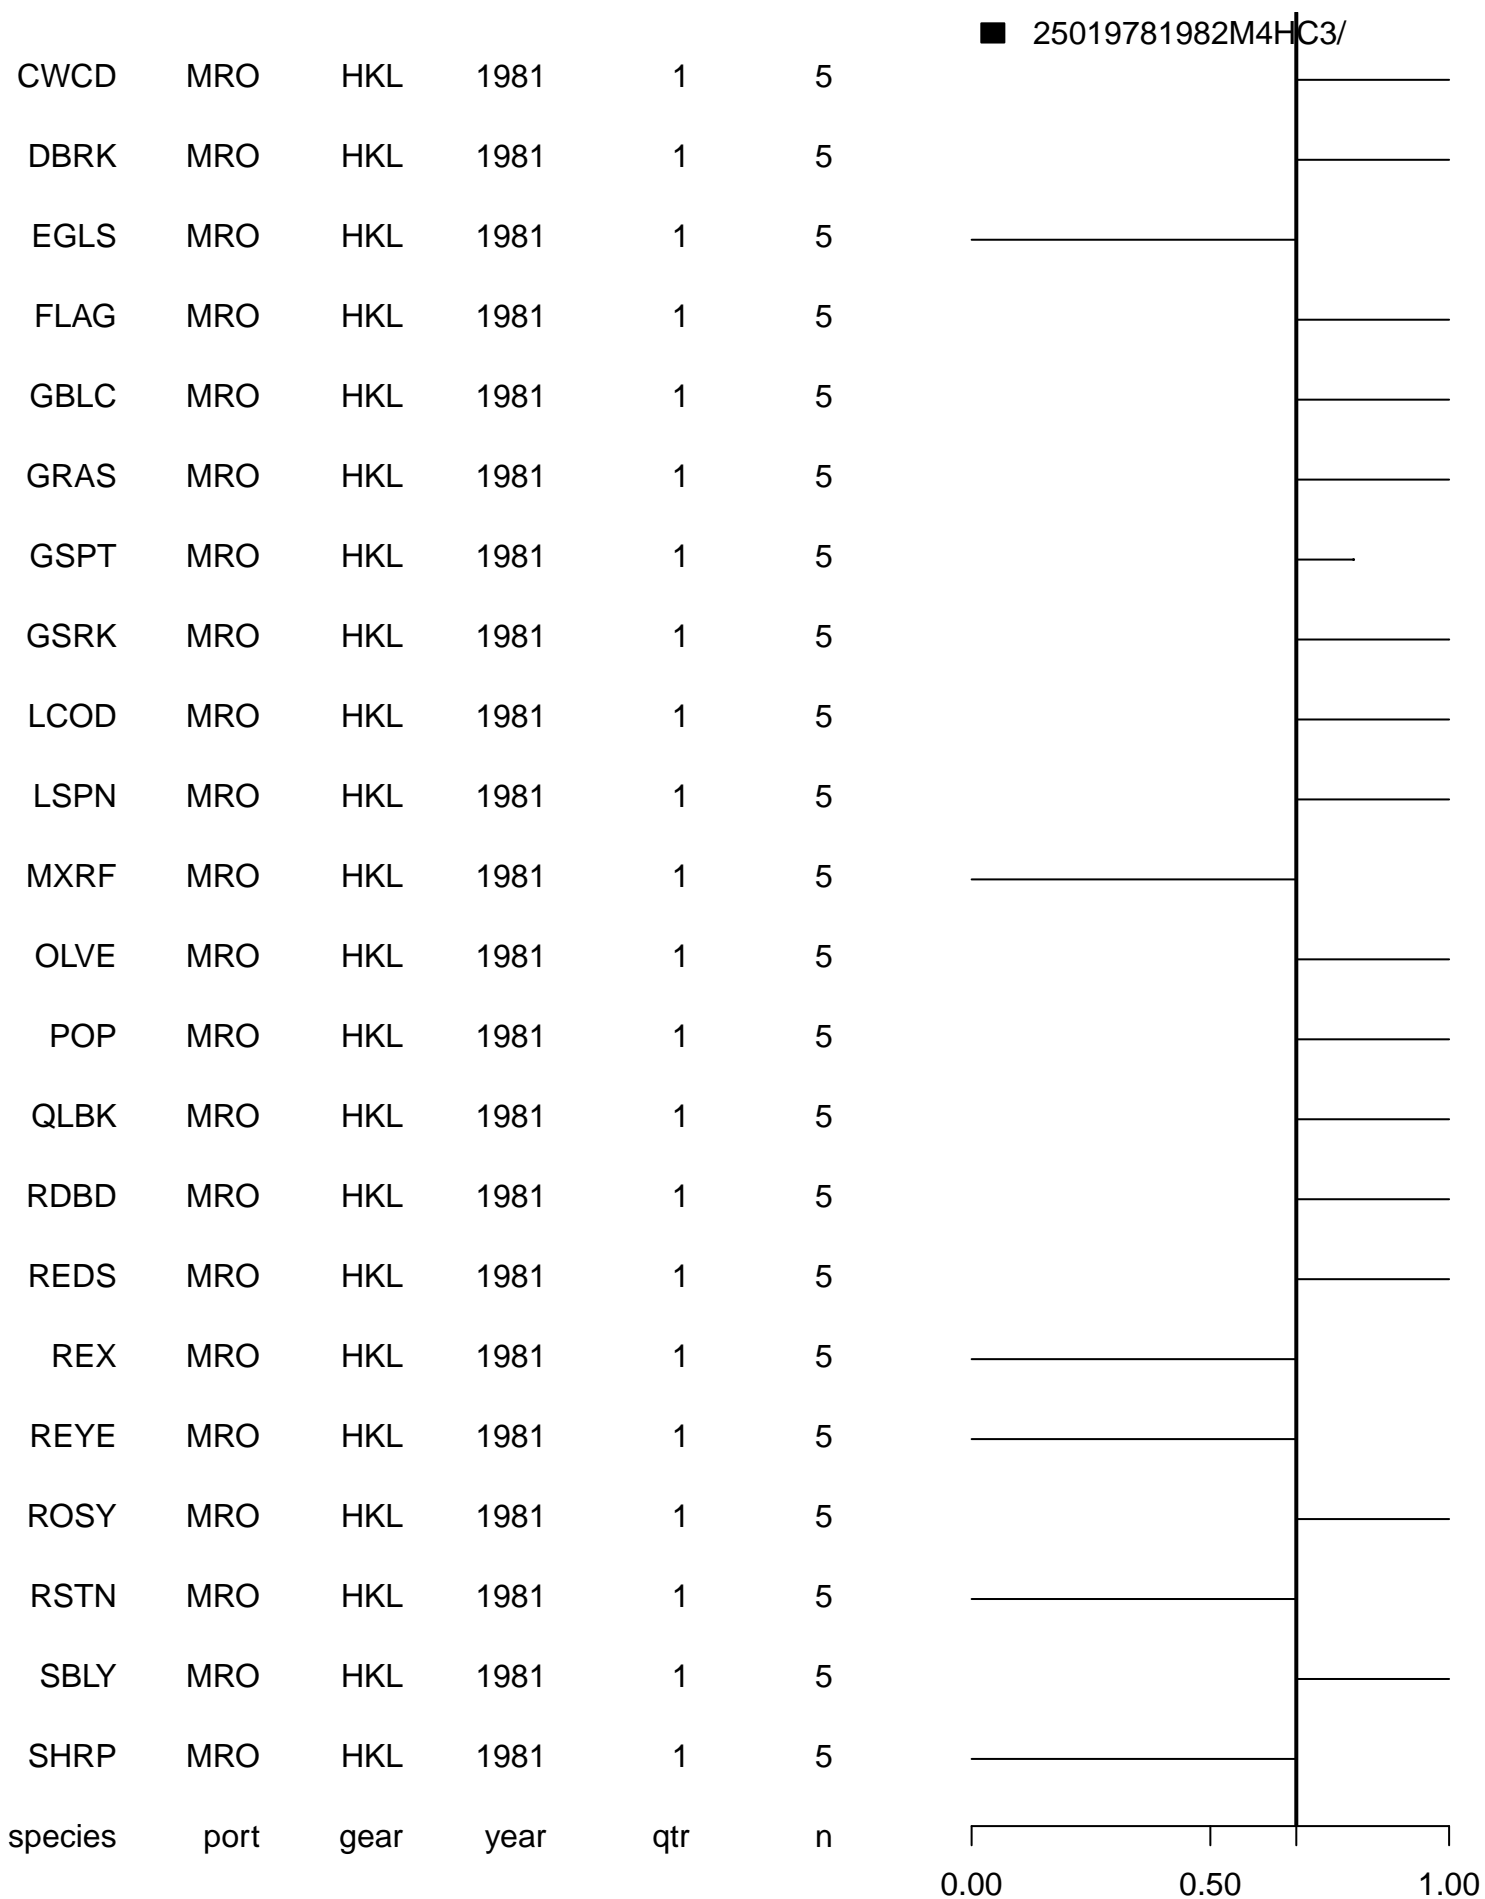 25019781982M4HC3/
CWCD MRO HKL 1981 1 5
DBRK MRO HKL 1981 1 5
EGLS MRO HKL 1981 1 5
FLAG MRO HKL 1981 1 5
GBLC MRO HKL 1981 1 5
GRAS MRO HKL 1981 1 5
GSPT MRO HKL 1981 1 5
GSRK MRO HKL 1981 1 5
LCOD MRO HKL 1981 1 5
LSPN MRO HKL 1981 1 5
MXRF MRO HKL 1981 1 5
OLVE MRO HKL 1981 1 5
POP MRO HKL 1981 1 5
QLBK MRO HKL 1981 1 5
RDBD MRO HKL 1981 1 5
REDS MRO HKL 1981 1 5
REX MRO HKL 1981 1 5
REYE MRO HKL 1981 1 5
ROSY MRO HKL 1981 1 5
RSTN MRO HKL 1981 1 5
SBLY MRO HKL 1981 1 5
SHRP MRO HKL 1981 1 5
species port gear year qtr n
0.00 0.50 1.00